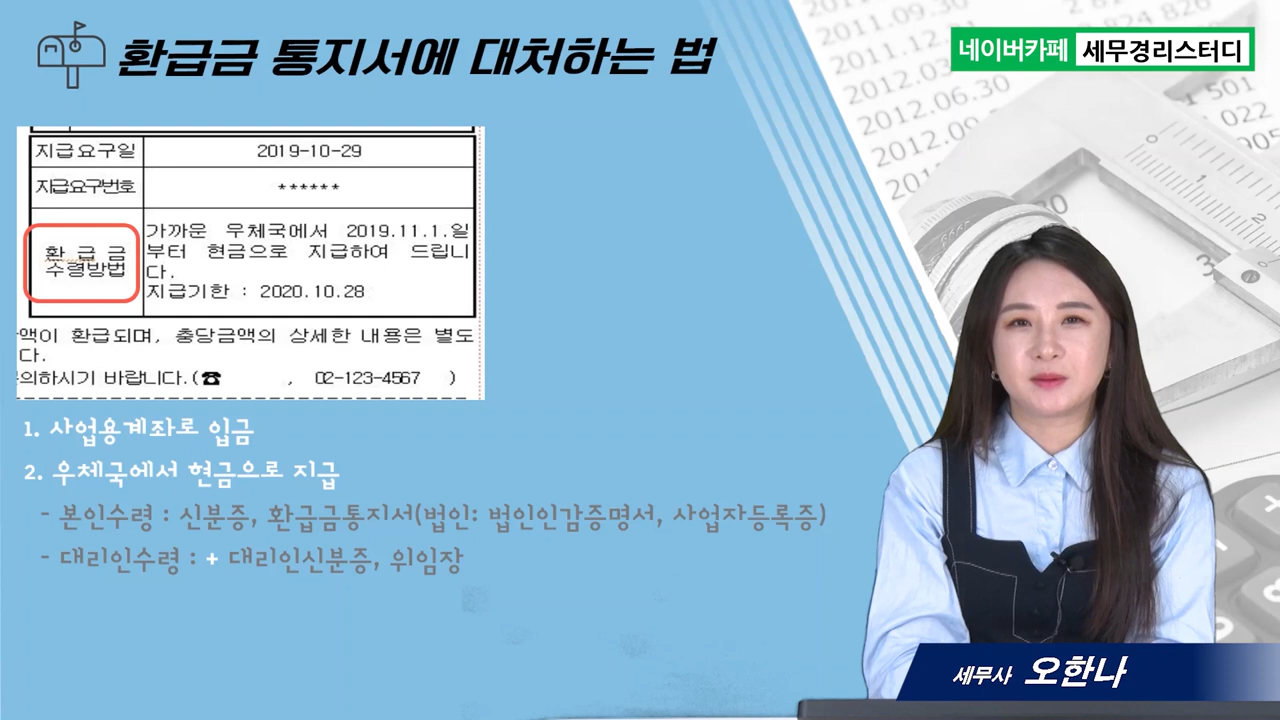 환급금 통지서에 대처하는 법
네이버카페 세무경리스터디
2011.09.30
2012.06.30
지급요구일 2019-10-29
지급요구번호 ******
환 급 금
수령방법
가까운 우체국에서 2019.11.1.일
부터 현금으로 지급하여 드립니
다.
지급기한 : 2020.10.28
액이 환급되며, 충당금액의 상세한 내용은 별도
다.
의하시기 바랍니다.(☎ , 02-123-4567 )
1. 사업용계좌로 입금
2. 우체국에서 현금으로 지급
- 본인수령 : 신분증, 환급금통지서(법인: 법인인감증명서, 사업자등록증)
- 대리인수령 : + 대리인신분증, 위임장
세무사 오한나